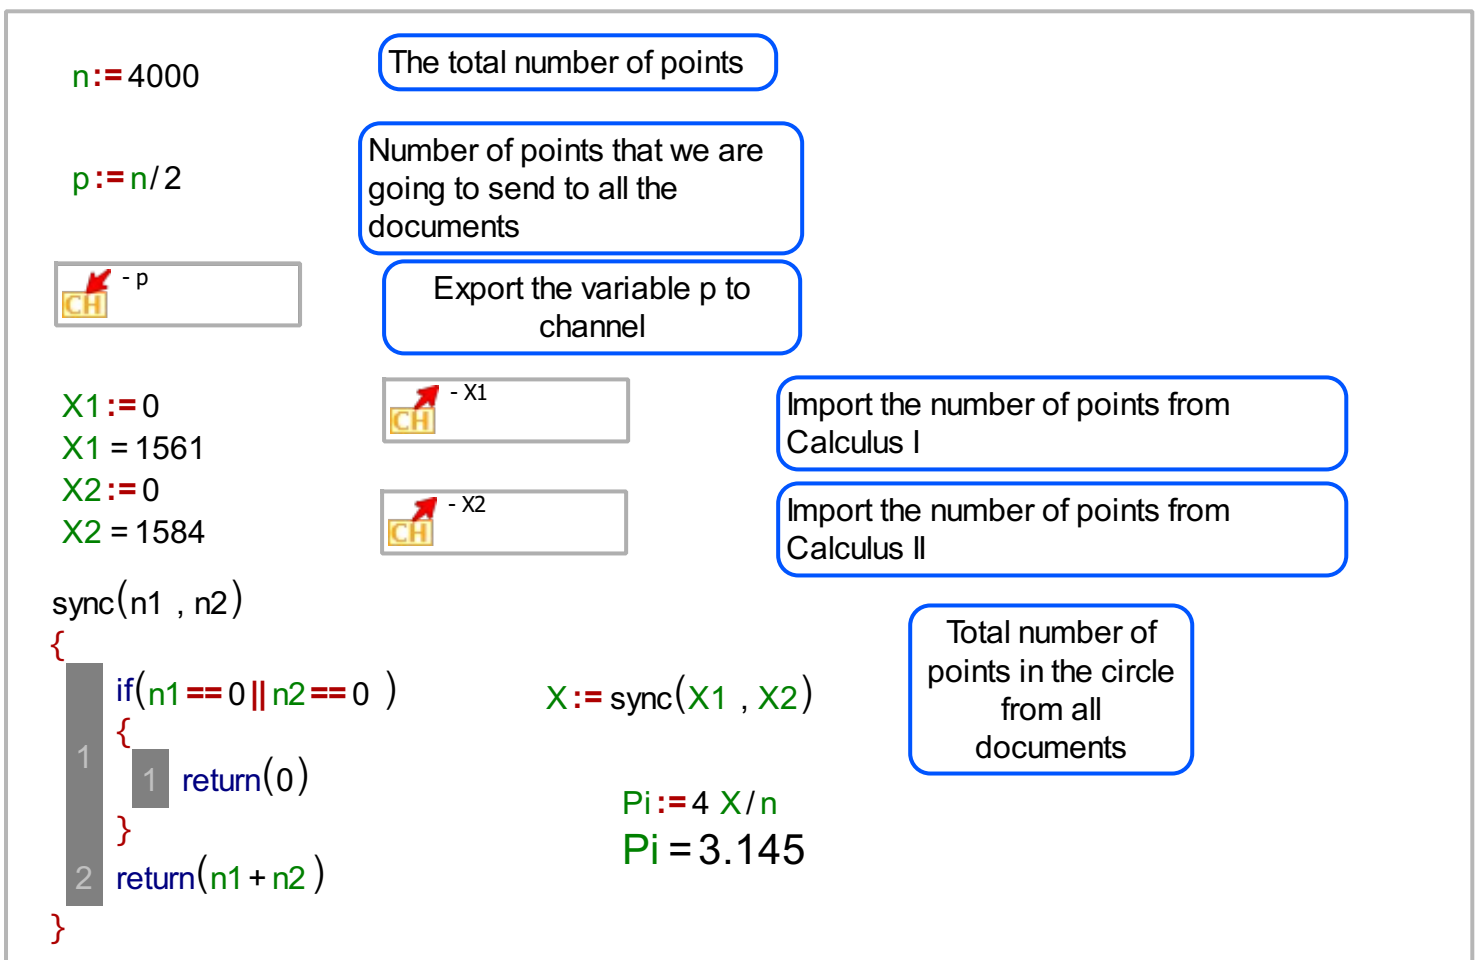 n:=4000
The total number of points
p:=n/2
Number of points that we are
going to send to all the
documents
CH - p
Export the variable p to
channel
X1:=0
X1 = 1561
X2:=0
X2 = 1584
CH - X1
Import the number of points from
Calculus I
CH - X2
Import the number of points from
Calculus II
sync(n1 , n2)
{
1 if(n1==0||n2==0 )
{
1 return(0)
}
2 return(n1+n2 )
}
X:=sync(X1 , X2)
Total number of
points in the circle
from all
documents
Pi:=4 X/n
Pi=3.145